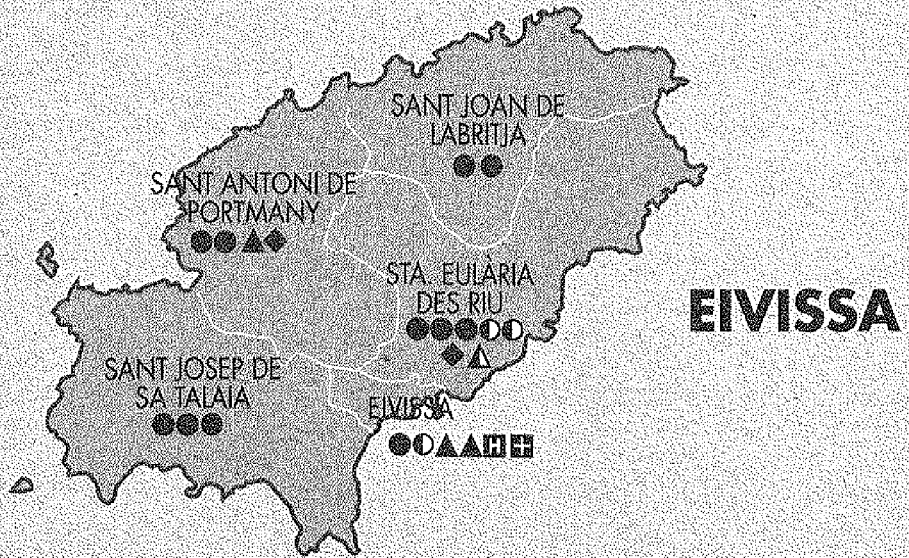 SANT JOAN DE
LABRITJA
SANT ANTONI DE
PORTMANY
STA. EULÀRIA
DES RIU
EIVISSA
SANT JOSEP DE
SA TALAIA
EIVISSA
H